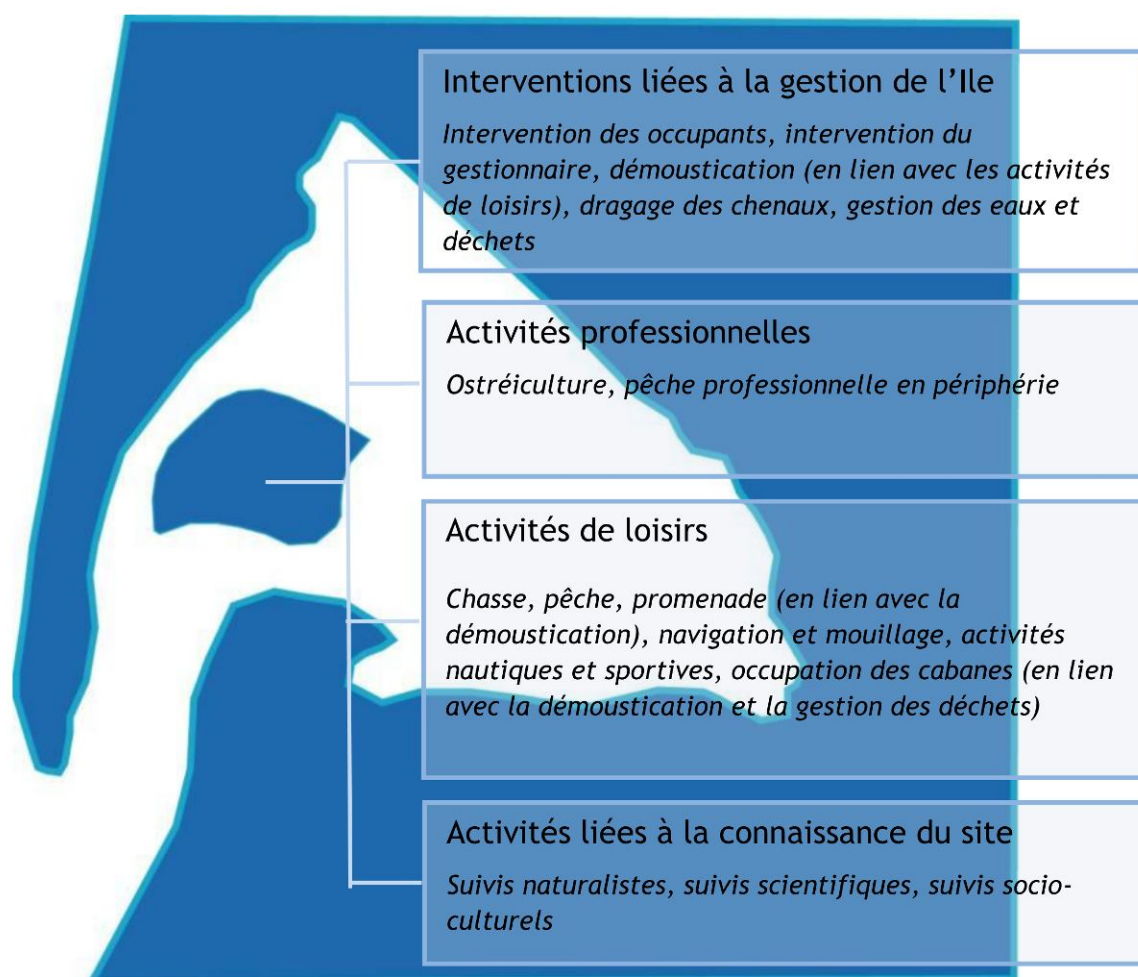 Interventions liées à la gestion de l’Ile
Intervention des occupants, intervention du
gestionnaire, démoustication (en lien avec les activités
de loisirs), dragage des chenaux, gestion des eaux et
déchets
Activités professionnelles
Ostréiculture, pêche professionnelle en périphérie
Activités de loisirs
Chasse, pêche, promenade (en lien avec la
démoustication), navigation et mouillage, activités
nautiques et sportives, occupation des cabanes (en lien
avec la démoustication et la gestion des déchets)
Activités liées à la connaissance du site
Suivis naturalistes, suivis scientifiques, suivis socio-
culturels